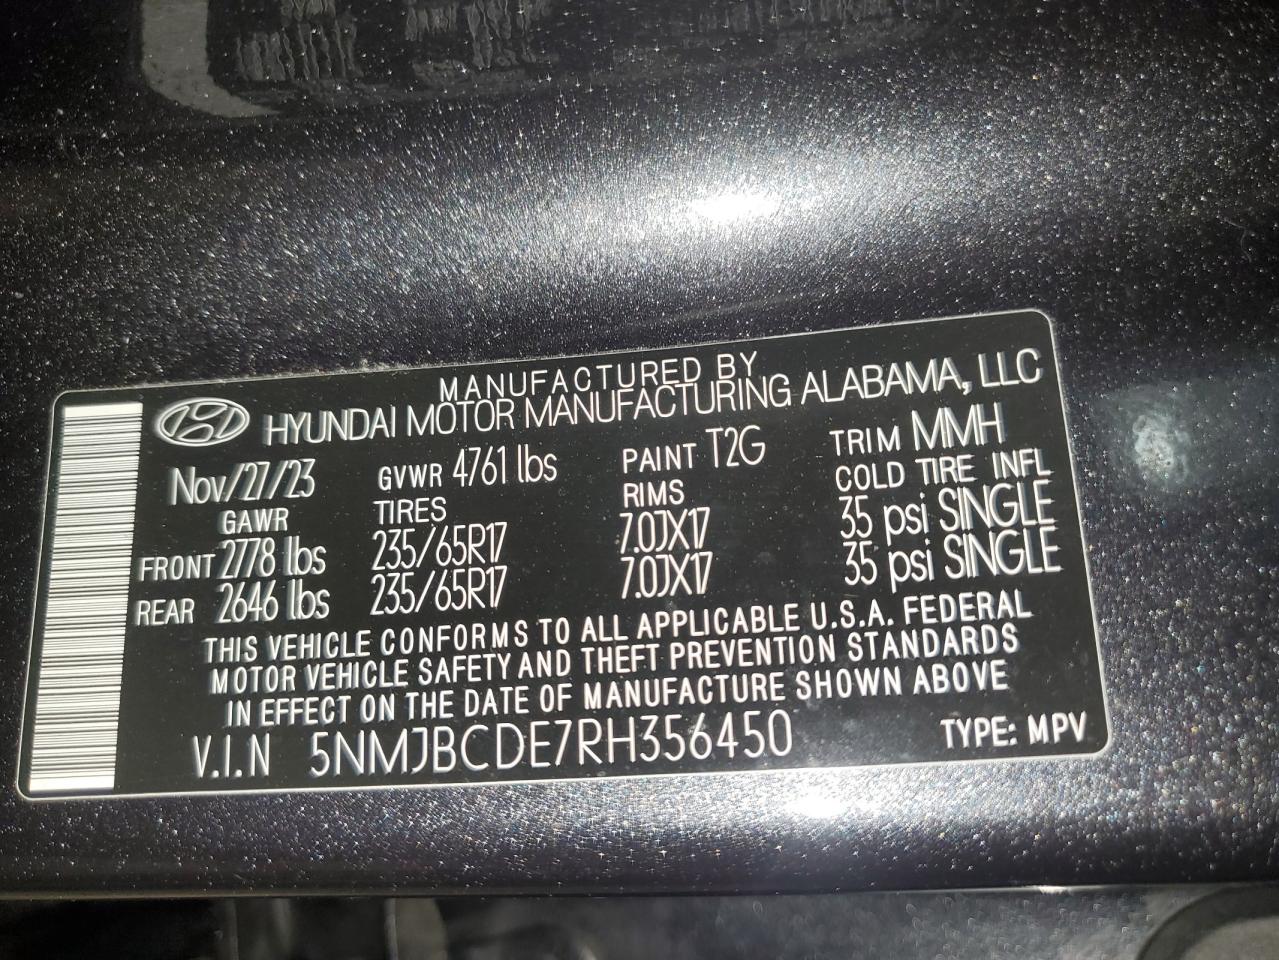 MANUFACTURED BY
HYUNDAI MOTOR MANUFACTURING ALABAMA, LLC
Nov/27/23 GVWR 4761 lbs PAINT T2G TRIM MMH
GAWR TIRES RIMS COLD TIRE INFL
FRONT 2778 lbs 235/65R17 7.0JX17 35 psi SINGLE
REAR 2646 lbs 235/65R17 7.0JX17 35 psi SINGLE
THIS VEHICLE CONFORMS TO ALL APPLICABLE U.S.A. FEDERAL
MOTOR VEHICLE SAFETY AND THEFT PREVENTION STANDARDS
IN EFFECT ON THE DATE OF MANUFACTURE SHOWN ABOVE
V.I.N 5NMJBCDE7RH356450 TYPE: MPV